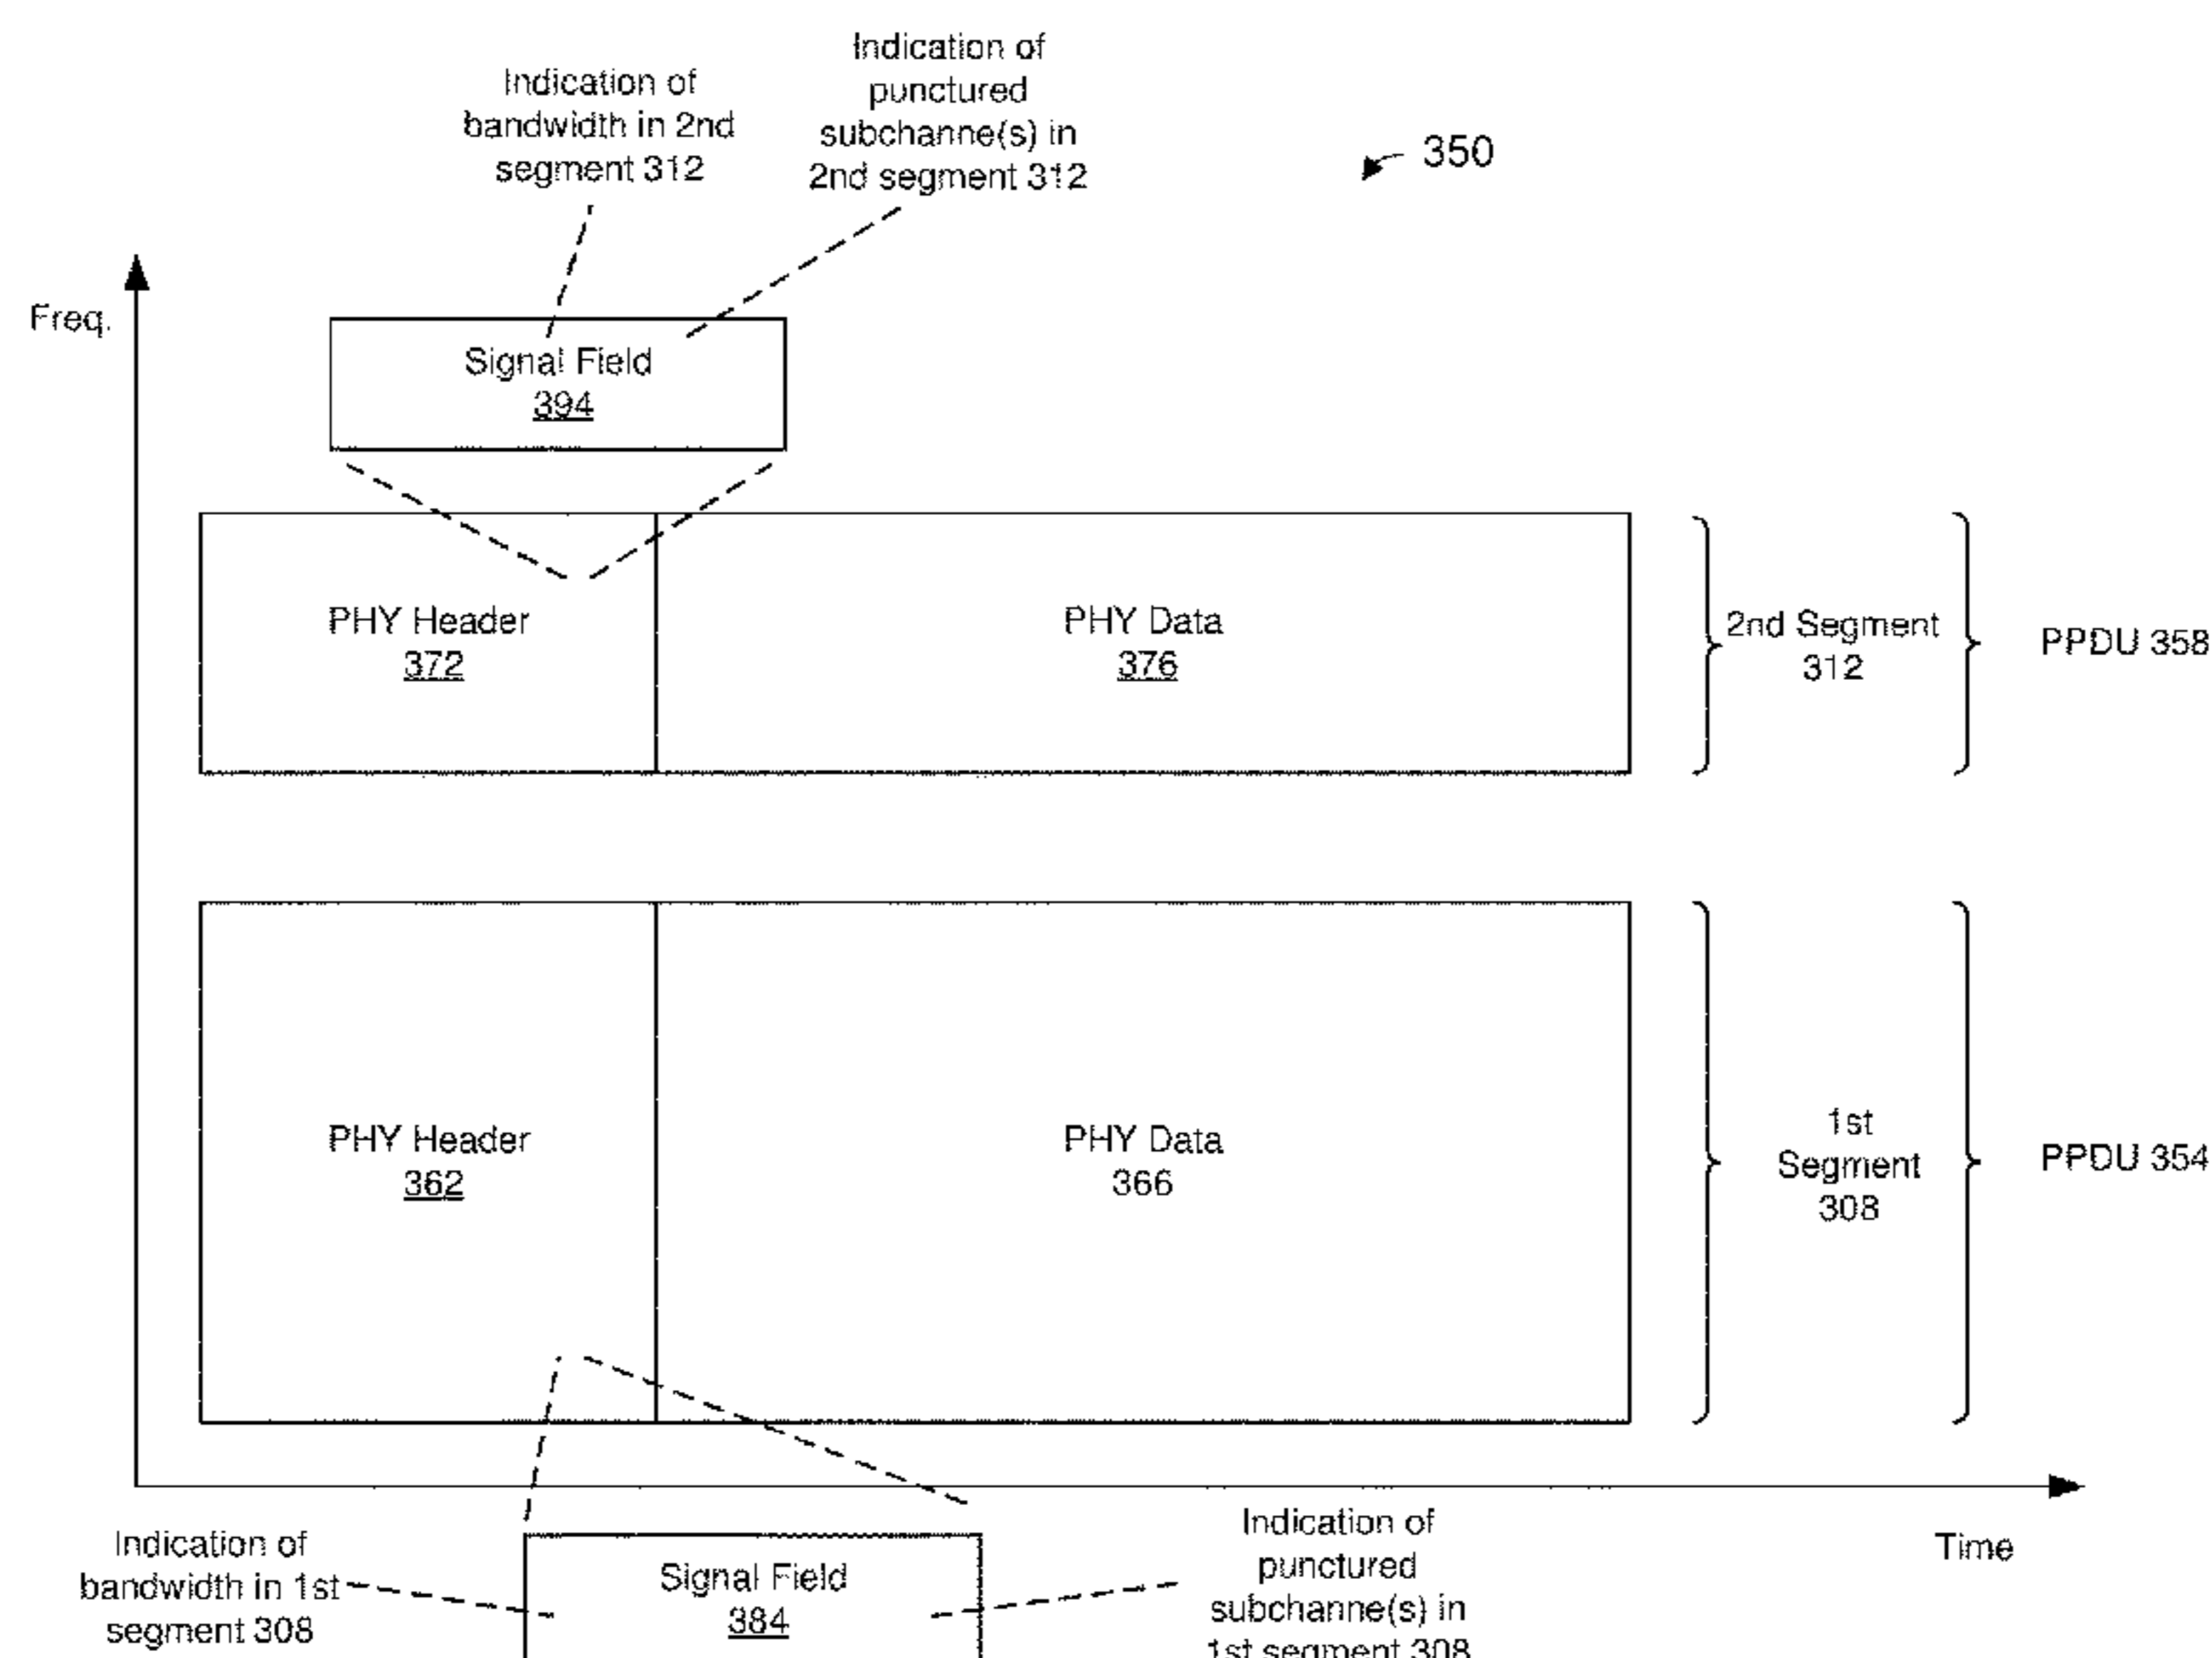 Indication of
bandwidth in 2nd
segment 312
Indication of
punctured
subchanne(s) in
2nd segment 312
350
Freq.
Signal Field
394
PHY Header
372
PHY Data
376
2nd Segment
312
PPDU 358
PHY Header
362
PHY Data
366
1st
Segment
308
PPDU 354
Time
Indication of
bandwidth in 1st
segment 308
Signal Field
384
Indication of
punctured
subchanne(s) in
1st segment 308